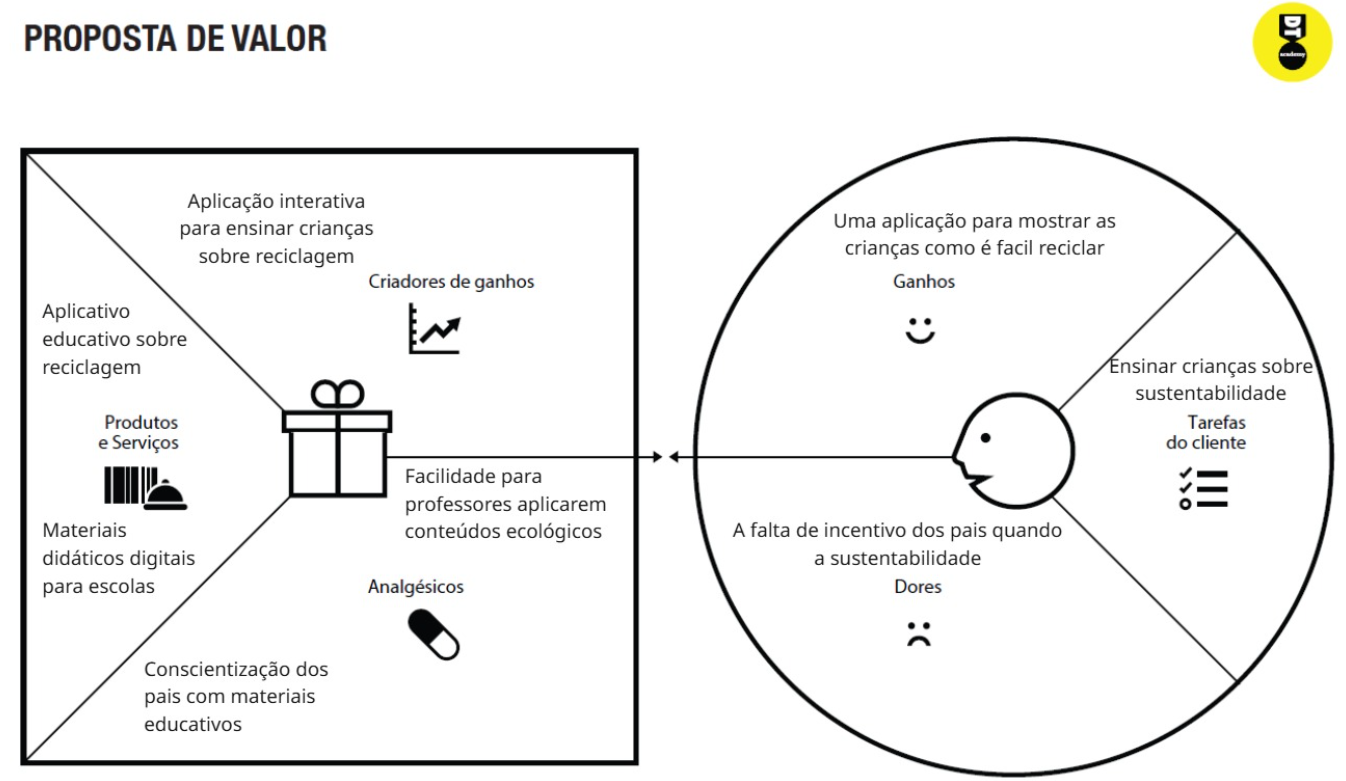 PROPOSTA DE VALOR
DT
academy
Aplicação interativa
para ensinar crianças
sobre reciclagem
Criadores de ganhos
Aplicativo
educativo sobre
reciclagem
Produtos
e Serviços
Materiais
didáticos digitais
para escolas
Facilidade para
professores aplicarem
conteúdos ecológicos
Analgésicos
Conscientização dos
pais com materiais
educativos
Uma aplicação para mostrar as
crianças como é facil reciclar
Ganhos
Ensinar crianças sobre
sustentabilidade
Tarefas
do cliente
A falta de incentivo dos pais quando
a sustentabilidade
Dores